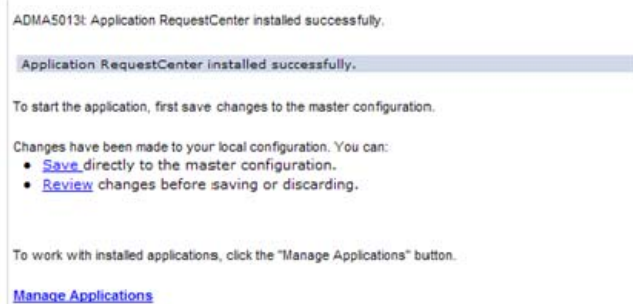 ADMA5013I: Application RequestCenter installed successfully.
Application RequestCenter installed successfully.
To start the application, first save changes to the master configuration.
Changes have been made to your local configuration. You can:
• Save directly to the master configuration.
• Review changes before saving or discarding.
To work with installed applications, click the "Manage Applications" button.
Manage Applications